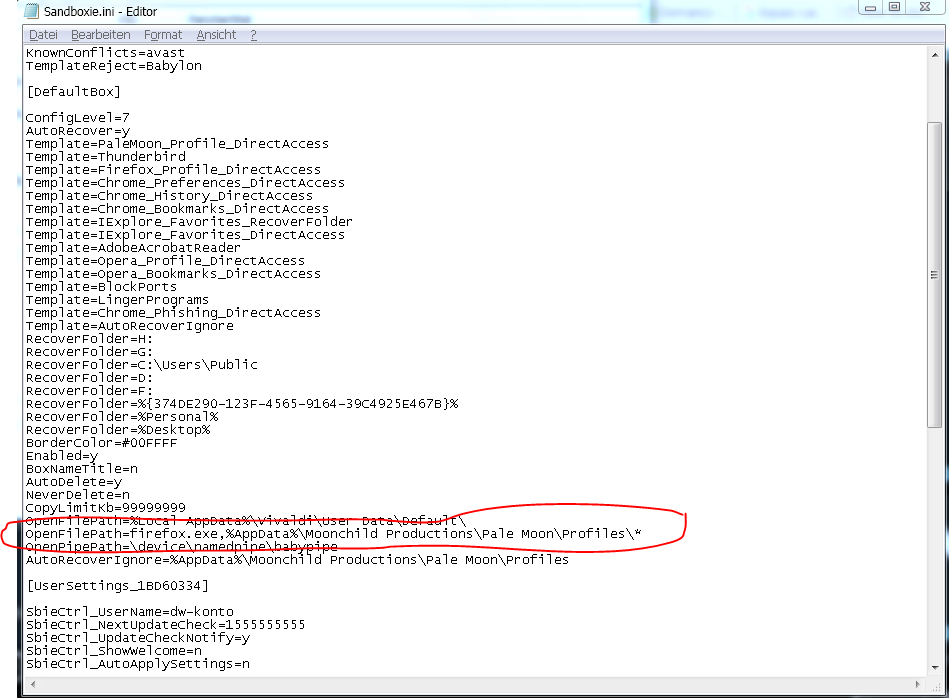 Sandboxie.ini - Editor
Datei Bearbeiten Format Ansicht ?
KnownConflicts=avast
TemplateReject=Babylon
[DefaultBox]
ConfigLevel=7
AutoRecover=y
Template=PaleMoon_Profile_DirectAccess
Template=Thunderbird
Template=Firefox_Profile_DirectAccess
Template=Chrome_Preferences_DirectAccess
Template=Chrome_History_DirectAccess
Template=Chrome_Bookmarks_DirectAccess
Template=IExplore_Favorites_RecoverFolder
Template=IExplore_Favorites_DirectAccess
Template=AdobeAcrobatReader
Template=Opera_Profile_DirectAccess
Template=Opera_Bookmarks_DirectAccess
Template=BlockPorts
Template=LingerPrograms
Template=Chrome_Phishing_DirectAccess
Template=AutoRecoverIgnore
RecoverFolder=H:
RecoverFolder=G:
RecoverFolder=C:\Users\Public
RecoverFolder=D:
RecoverFolder=F:
RecoverFolder=%{374DE290-123F-4565-9164-39C4925E467B}%
RecoverFolder=%Personal%
RecoverFolder=%Desktop%
BorderColor=#00FFFF
Enabled=y
BoxNameTitle=n
AutoDelete=y
NeverDelete=n
CopyLimitKb=99999999
OpenFilePath=%Local AppData%\Vivaldi\User Data\Default\
OpenFilePath=firefox.exe,%AppData%\Moonchild Productions\Pale Moon\Profiles\*
OpenPipePath=\device\namedpipe\babypipe
AutoRecoverIgnore=%AppData%\Moonchild Productions\Pale Moon\Profiles
[UserSettings_1BD60334]
SbieCtrl_UserName=dw-konto
SbieCtrl_NextUpdateCheck=1555555555
SbieCtrl_UpdateCheckNotify=y
SbieCtrl_ShowWelcome=n
SbieCtrl_AutoApplySettings=n